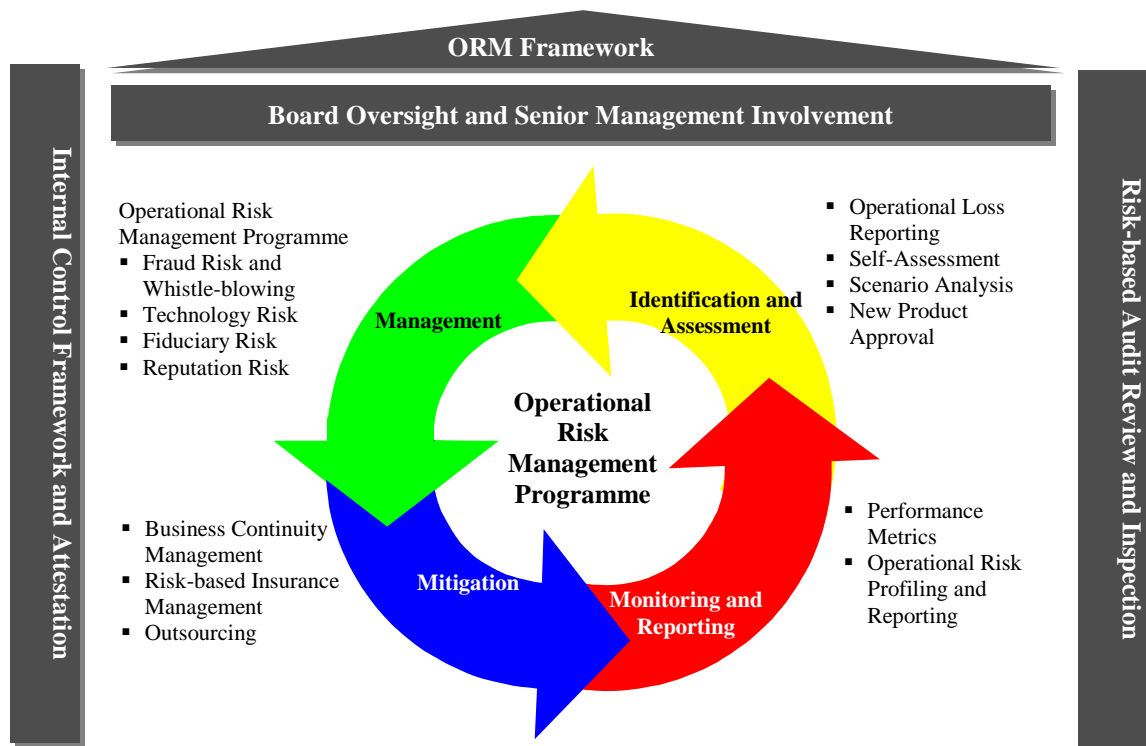 ORM Framework
Board Oversight and Senior Management Involvement
Internal Control Framework and Attestation
Operational Risk
Management Programme
▪ Fraud Risk and
Whistle-blowing
▪ Technology Risk
▪ Fiduciary Risk
▪ Reputation Risk
Management
Identification and
Assessment
▪ Operational Loss
Reporting
▪ Self-Assessment
▪ Scenario Analysis
▪ New Product
Approval
Operational
Risk
Management
Programme
▪ Business Continuity
Management
▪ Risk-based Insurance
Management
▪ Outsourcing
Mitigation
Monitoring and
Reporting
▪ Performance
Metrics
▪ Operational Risk
Profiling and
Reporting
Risk-based Audit Review and Inspection